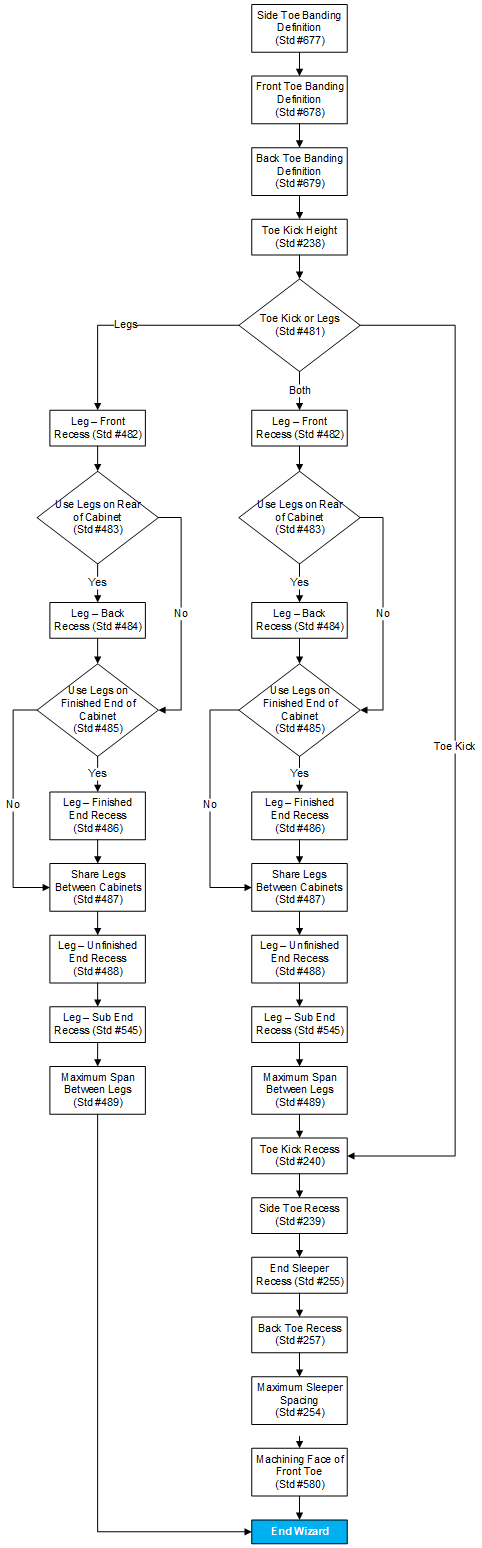 Side Toe Banding
Definition
(Std #677)
Front Toe Banding
Definition
(Std #678)
Back Toe Banding
Definition
(Std #679)
Toe Kick Height
(Std #238)
Toe Kick or Legs
(Std #481)
Legs
Both
Toe Kick
Leg – Front
Recess (Std #482)
Use Legs on Rear
of Cabinet
(Std #483)
Yes
No
Leg – Back
Recess (Std #484)
Use Legs on
Finished End of
Cabinet
(Std #485)
Yes
No
Leg – Finished
End Recess
(Std #486)
Share Legs
Between Cabinets
(Std #487)
Leg – Unfinished
End Recess
(Std #488)
Leg – Sub End
Recess (Std #545)
Maximum Span
Between Legs
(Std #489)
Leg – Front
Recess (Std #482)
Use Legs on Rear
of Cabinet
(Std #483)
Yes
No
Leg – Back
Recess (Std #484)
Use Legs on
Finished End of
Cabinet
(Std #485)
Yes
No
Leg – Finished
End Recess
(Std #486)
Share Legs
Between Cabinets
(Std #487)
Leg – Unfinished
End Recess
(Std #488)
Leg – Sub End
Recess (Std #545)
Maximum Span
Between Legs
(Std #489)
Toe Kick Recess
(Std #240)
Side Toe Recess
(Std #239)
End Sleeper
Recess (Std #255)
Back Toe Recess
(Std #257)
Maximum Sleeper
Spacing
(Std #254)
Machining Face of
Front Toe
(Std #580)
End Wizard